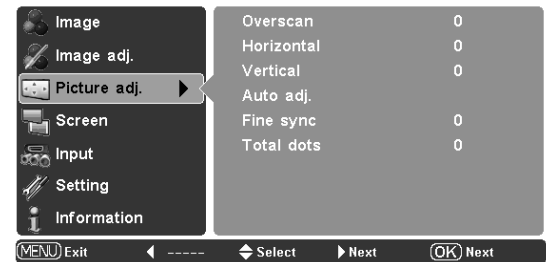 Image
Image adj.
Picture adj.
Screen
Input
Setting
Information
Overscan 0
Horizontal 0
Vertical 0
Auto adj.
Fine sync 0
Total dots 0
MENU Exit ----- Select Next OK Next